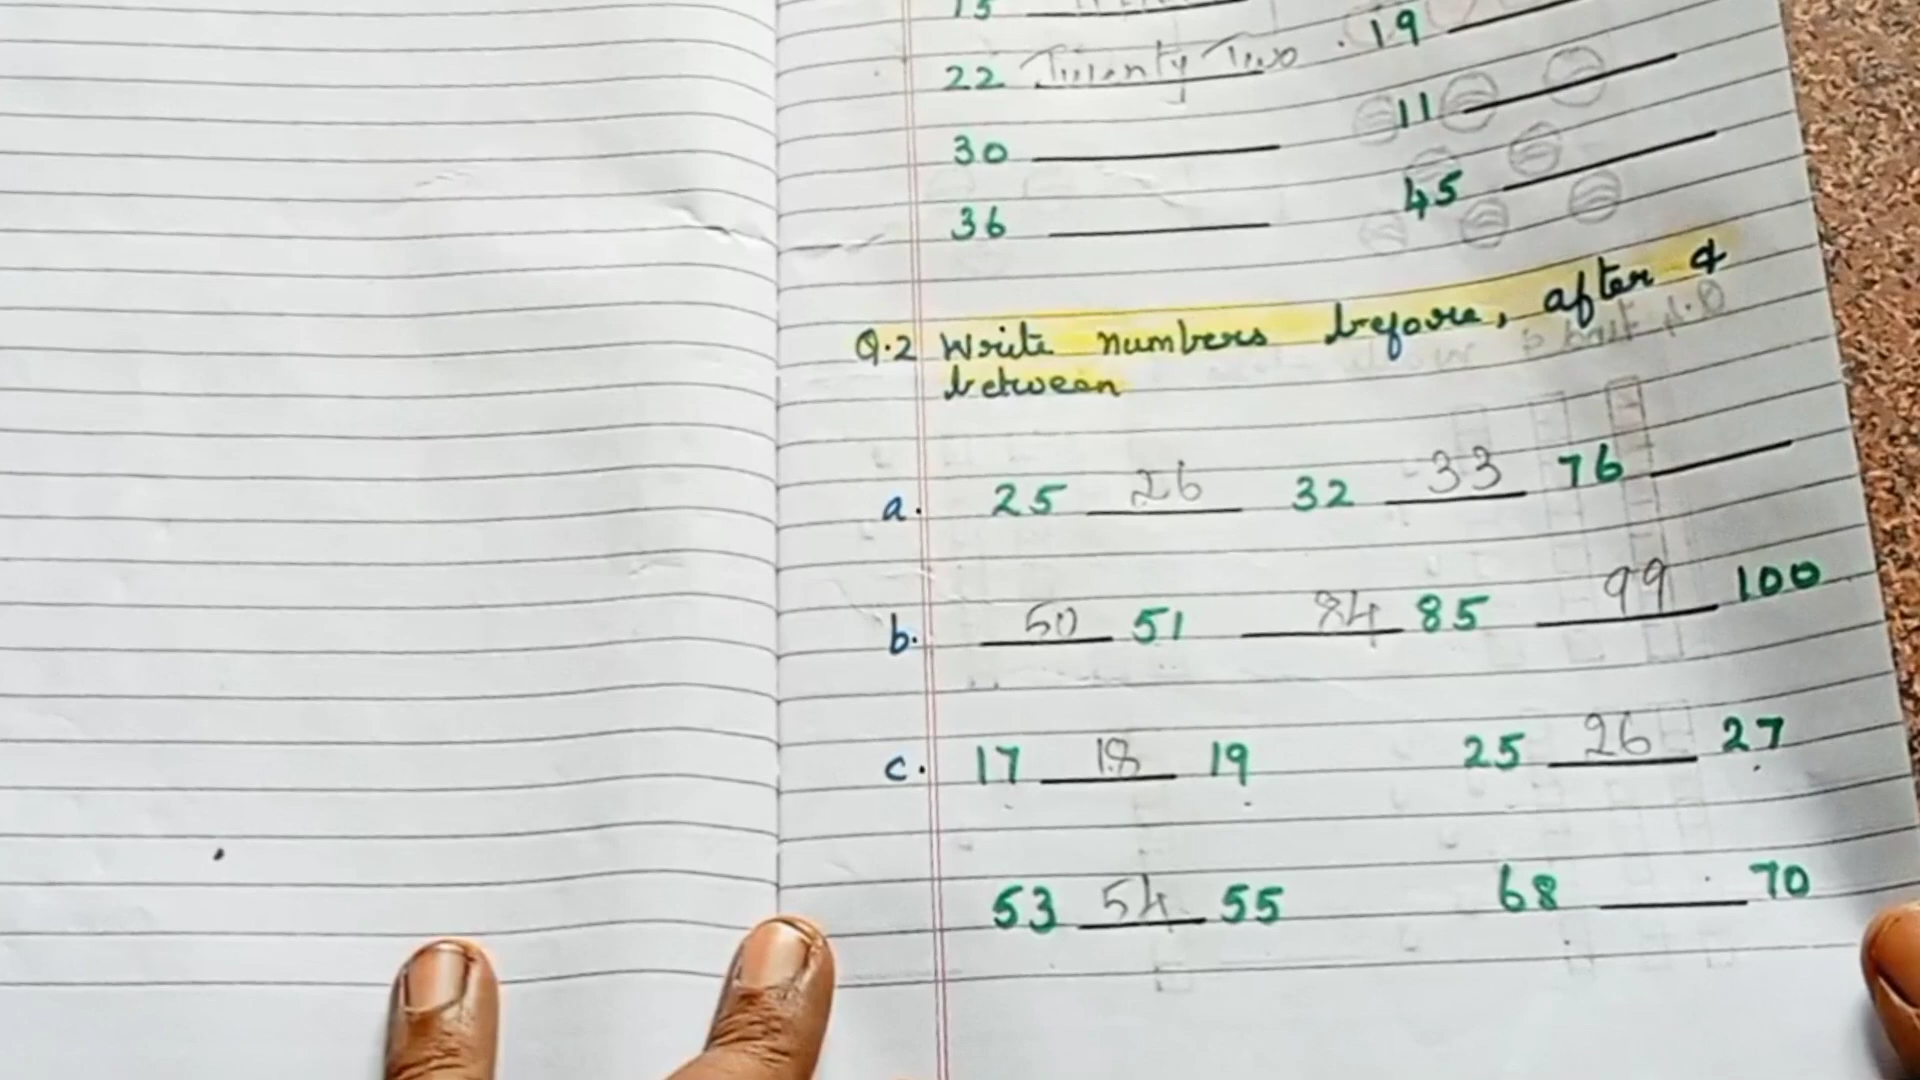 15
22 Twenty Two . 19
30 11
36 45
Q.2 Write numbers before, after &
between
a. 25 26 32 33 76
b. 50 51 84 85 99 100
c. 17 18 19 25 26 27
53 54 55 68 70